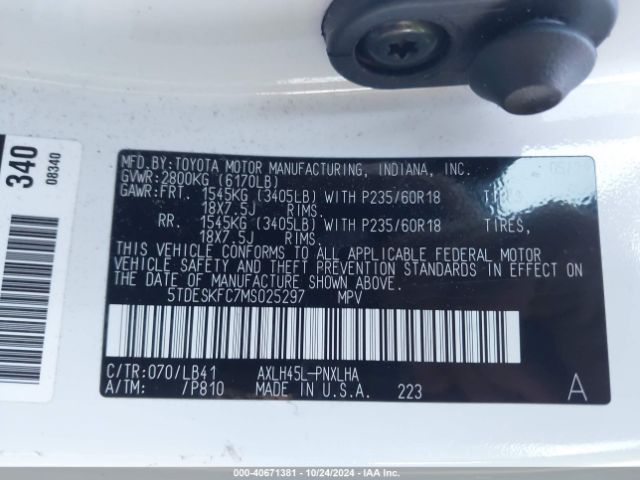 340
08340
MFD.BY:TOYOTA MOTOR MANUFACTURING, INDIANA, INC.
GVWR:2800KG (6170LB)
GAWR:FRT. 1545KG (3405LB) WITH P235/60R18
18X7.5J RIMS.
RR. 1545KG (3405LB) WITH P235/60R18 TIRES,
18X7.5J RIMS.
THIS VEHICLE CONFORMS TO ALL APPLICABLE FEDERAL MOTOR
VEHICLE SAFETY AND THEFT PREVENTION STANDARDS IN EFFECT ON
THE DATE OF MANUFACTURE SHOWN ABOVE.
5TDESKFC7MS025297 MPV
C/TR:070/LB41 AXLH45L-PNXLHA
A/TM: /P810 MADE IN U.S.A. 223 A
000-40671381 - 10/24/2024 - IAA Inc.